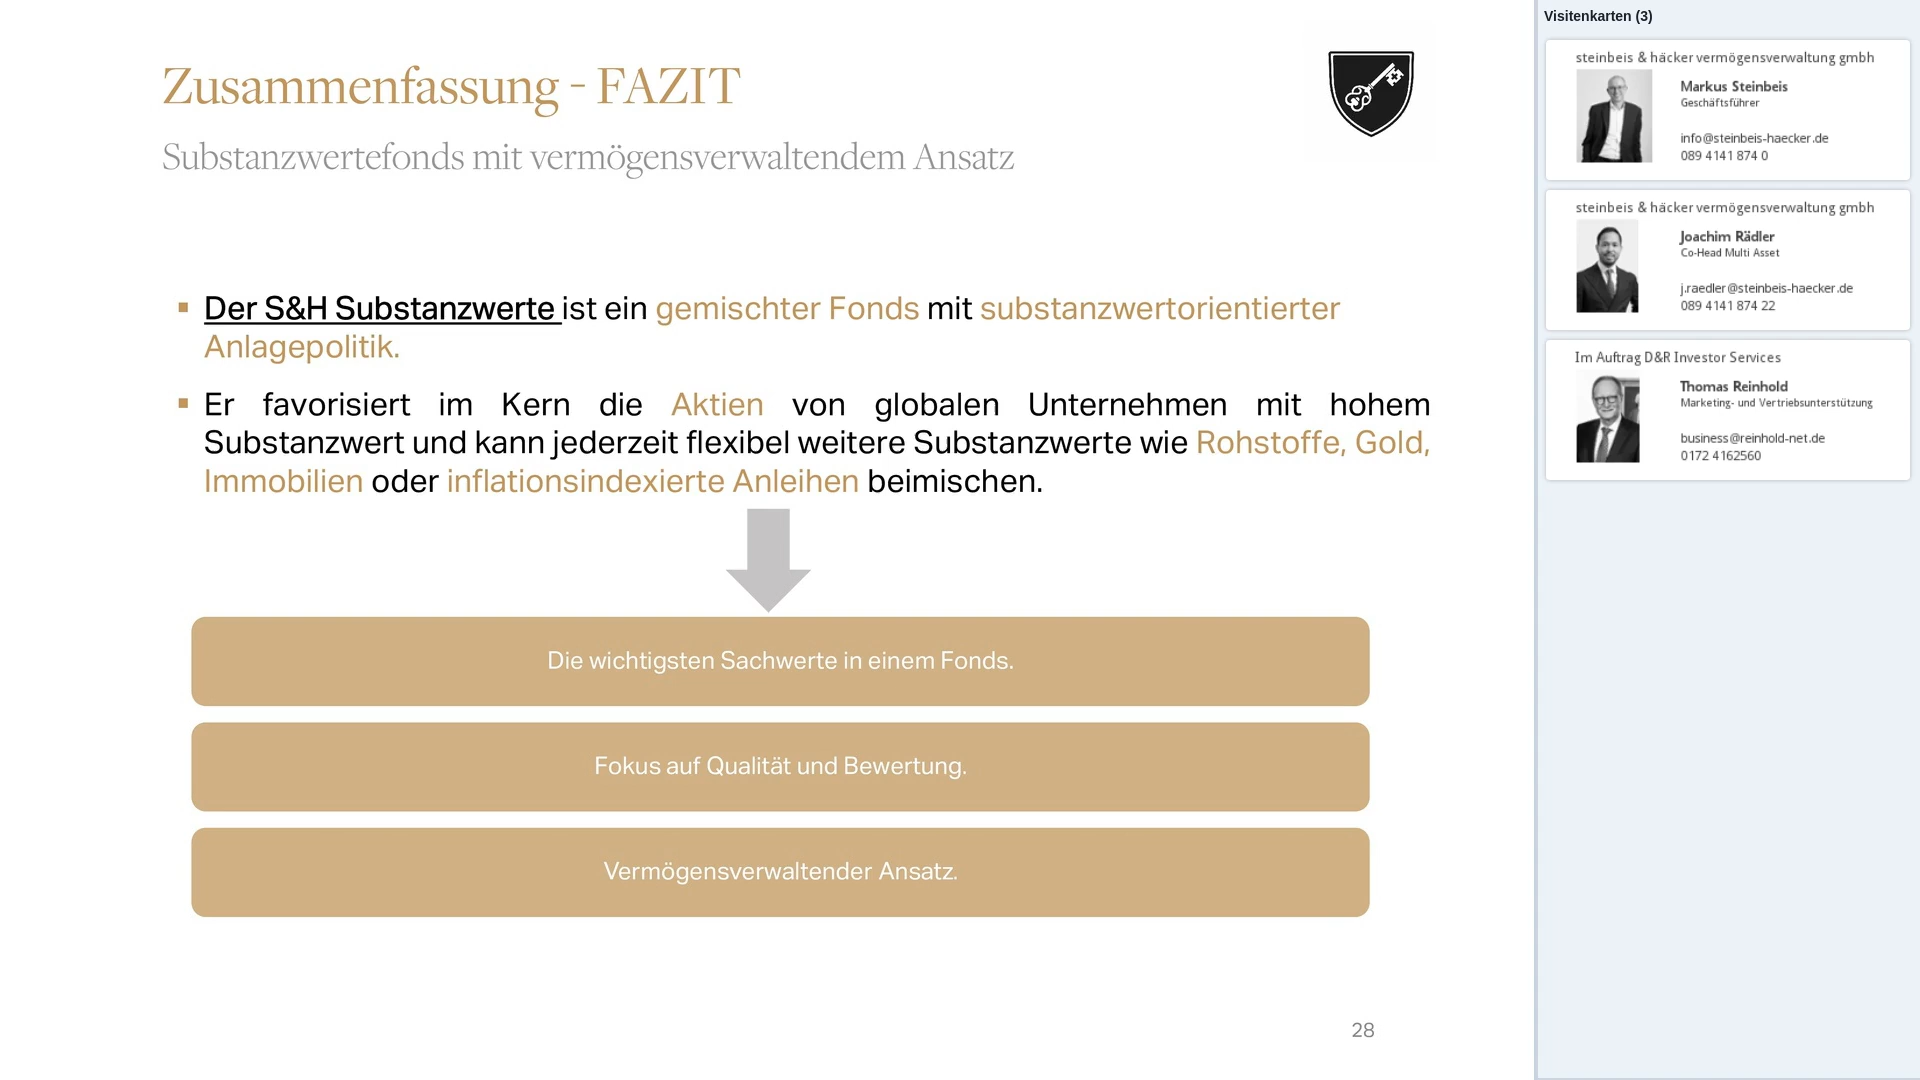 Zusammenfassung - FAZIT
Substanzwertefonds mit vermögensverwaltendem Ansatz
Der S&H Substanzwerte ist ein gemischter Fonds mit substanzwertorientierter
Anlagepolitik.
Er favorisiert im Kern die Aktien von globalen Unternehmen mit hohem
Substanzwert und kann jederzeit flexibel weitere Substanzwerte wie Rohstoffe, Gold,
Immobilien oder inflationsindexierte Anleihen beimischen.
Die wichtigsten Sachwerte in einem Fonds.
Fokus auf Qualität und Bewertung.
Vermögensverwaltender Ansatz.
28
Visitenkarten (3)
steinbeis & häcker vermögensverwaltung gmbh
Markus Steinbeis
Geschäftsführer
info@steinbeis-haecker.de
089 4141 874 0
steinbeis & häcker vermögensverwaltung gmbh
Joachim Rädler
Co-Head Multi Asset
j.raedler@steinbeis-haecker.de
089 4141 874 22
Im Auftrag D&R Investor Services
Thomas Reinhold
Marketing- und Vertriebsunterstützung
business@reinhold-net.de
0172 4162560